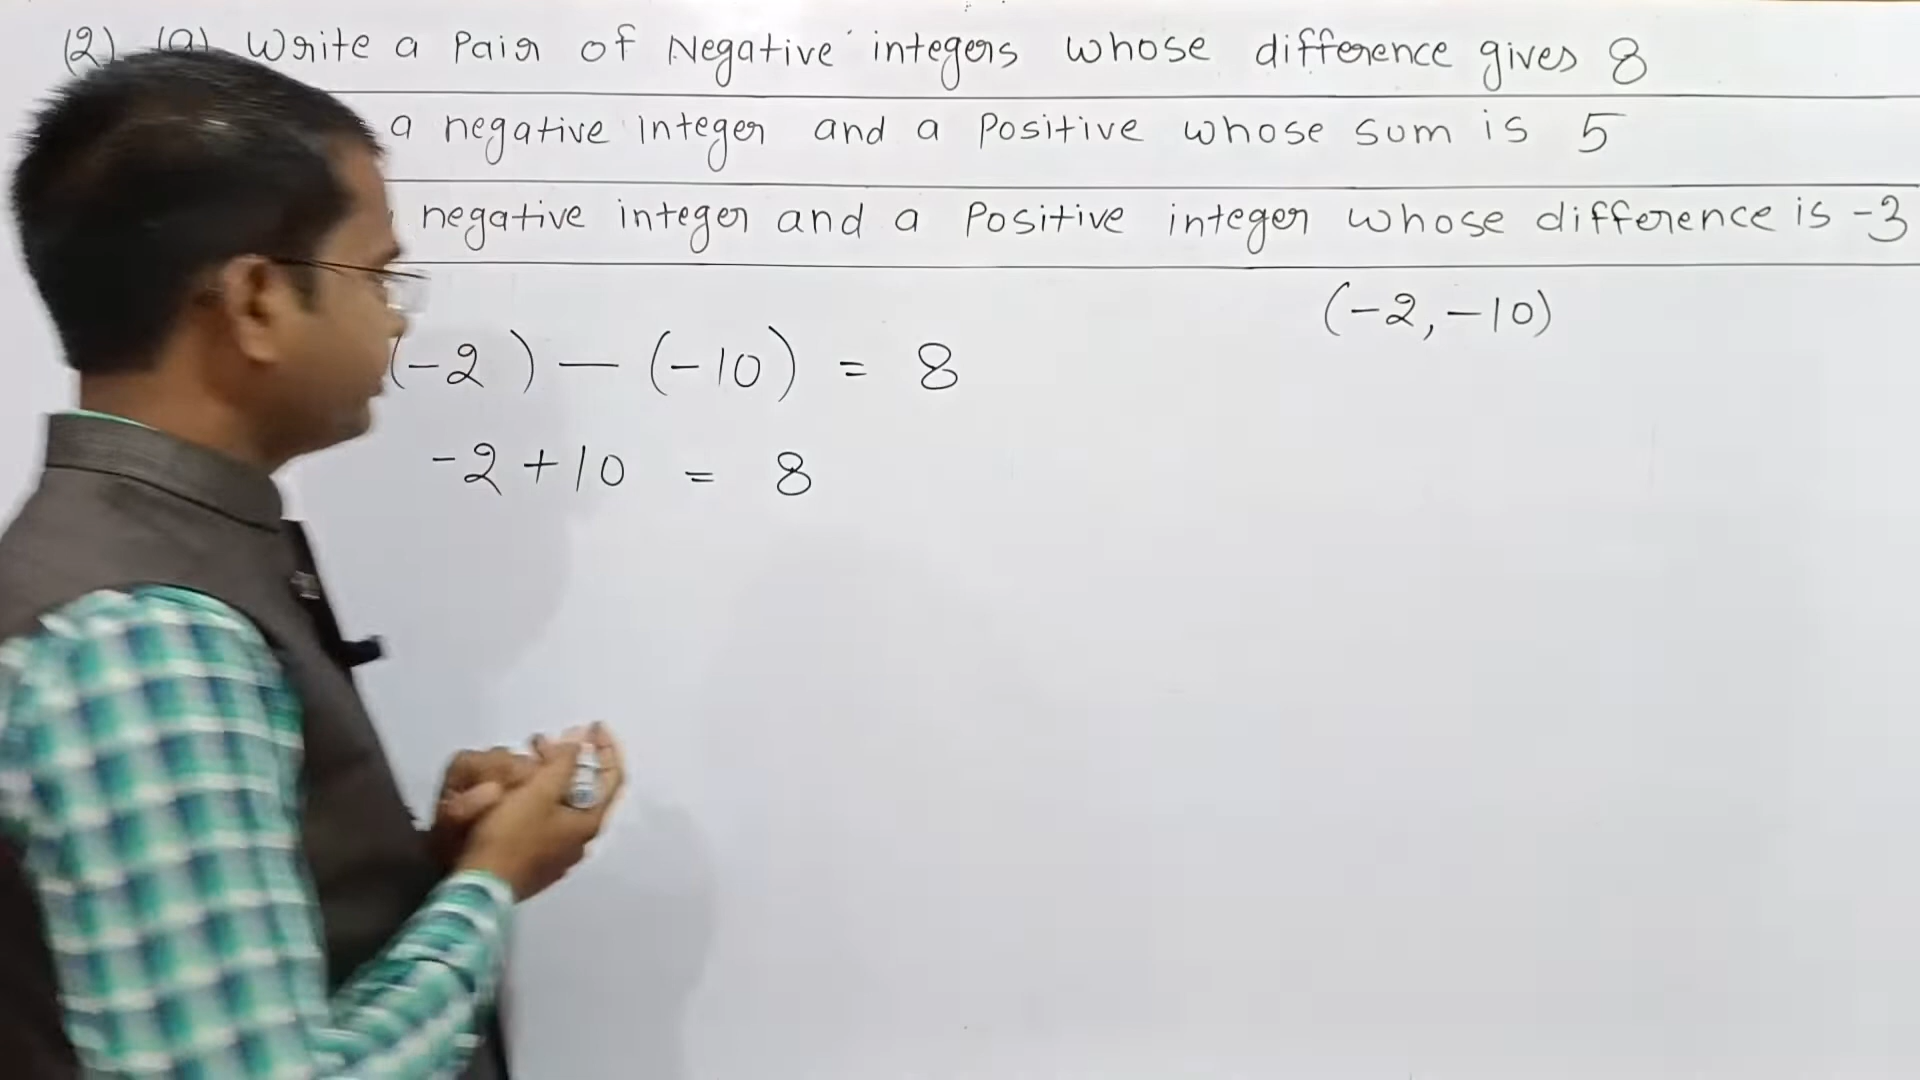 (2) (a) Write a Pair of Negative integers whose difference gives 8
a negative integer and a Positive whose sum is 5
negative integer and a Positive integer whose difference is -3
(-2, -10)
(-2) - (-10) = 8
-2 + 10 = 8